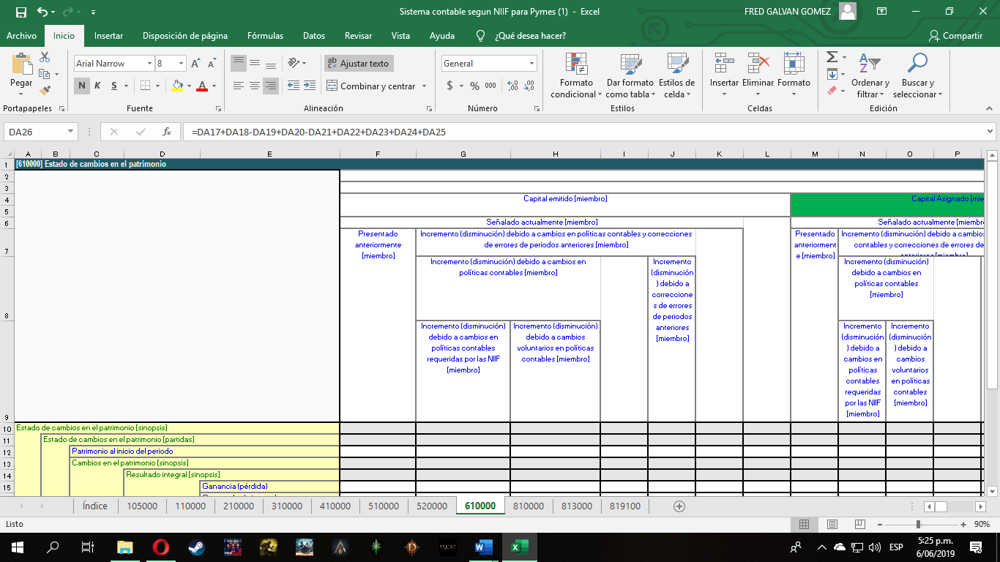 Sistema contable segun NIIF para Pymes (1) - Excel
FRED GALVAN GOMEZ
Archivo Inicio Insertar Disposición de página Fórmulas Datos Revisar Vista Ayuda ¿Qué desea hacer? Compartir
Pegar
Portapapeles
Arial Narrow 8
N K S
Fuente
Ajustar texto
Combinar y centrar
Alineación
General
$ % 000
Número
Formato
condicional
Dar formato
como tabla
Estilos de
celda
Estilos
Insertar Eliminar Formato
Celdas
Ordenar y
filtrar
Buscar y
seleccionar
Edición
DA26
fx
=DA17+DA18-DA19+DA20-DA21+DA22+DA23+DA24+DA25
A B C D E F G H I J K L M N O P
1 [610000] Estado de cambios en el patrimonio
2
3
4 Capital emitido [miembro] Capital Asignado [mie
5
6 Señalado actualmente [miembro] Señalado actualmente [miembr
Presentado
anteriormente
[miembro]
Incremento (disminución) debido a cambios en políticas contables y correcciones
de errores de periodos anteriores [miembro]
Presentado
anteriorment
e [miembro]
Incremento (disminución) debido a cambios
contables y correcciones de errores de
anteriores [miembro]
7
Incremento (disminución) debido a cambios en
políticas contables [miembro]
Incremento
(disminución
) debido a
correccione
s de errores
de periodos
anteriores
[miembro]
Incremento (disminución)
debido a cambios en
políticas contables
[miembro]
8
Incremento (disminución)
debido a cambios en
políticas contables
requeridas por las NIIF
[miembro]
Incremento (disminución)
debido a cambios
voluntarios en políticas
contables [miembro]
Incremento
(disminución
) debido a
cambios en
políticas
contables
requeridas
por las NIIF
[miembro]
Incremento
(disminución
) debido a
cambios
voluntarios
en políticas
contables
[miembro]
9
10 Estado de cambios en el patrimonio [sinopsis]
11 Estado de cambios en el patrimonio [partidas]
12 Patrimonio al inicio del periodo
13 Cambios en el patrimonio [sinopsis]
14 Resultado integral [sinopsis]
15 Ganancia (pérdida)
Índice 105000 110000 210000 310000 410000 510000 520000 610000 810000 813000 819100
Listo
90%
ESP
5:25 p.m.
6/06/2019